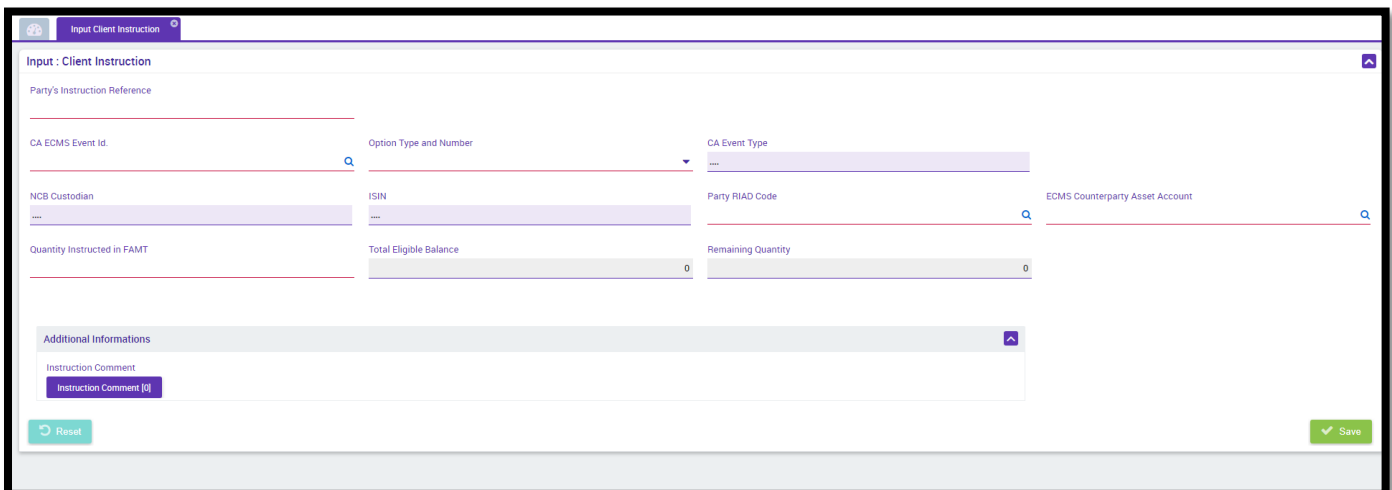 Input Client Instruction
Input : Client Instruction
Party's Instruction Reference
CA ECMS Event Id.
Option Type and Number
CA Event Type
....
NCB Custodian
....
ISIN
....
Party RIAD Code
ECMS Counterparty Asset Account
Quantity Instructed in FAMT
Total Eligible Balance
0
Remaining Quantity
0
Additional Informations
Instruction Comment
Instruction Comment [0]
Reset
Save